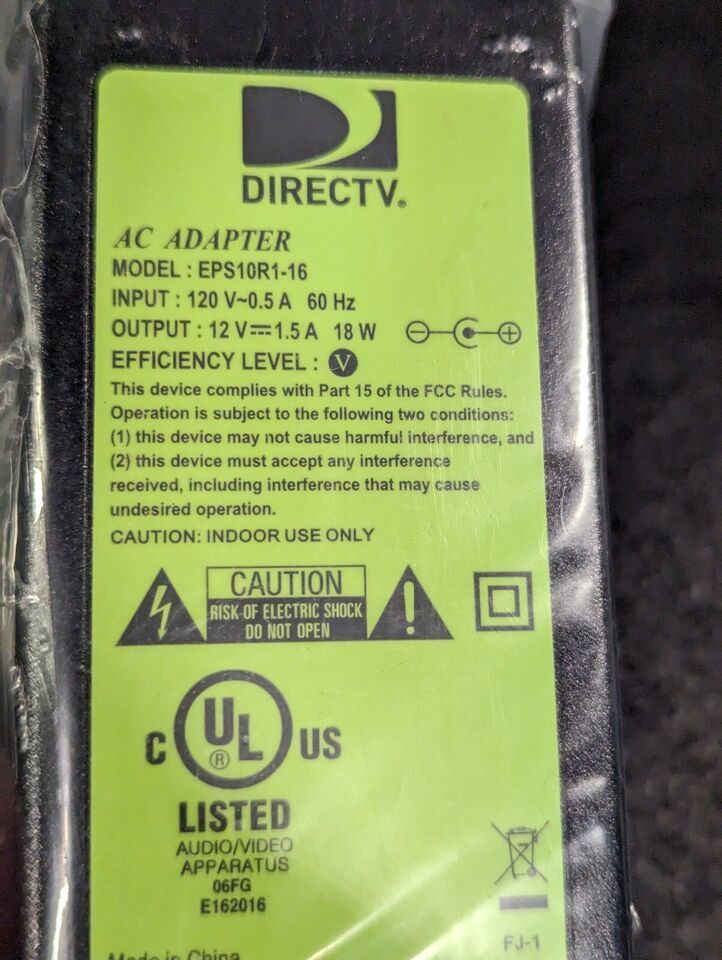 DIRECTV®
AC ADAPTER
MODEL : EPS10R1-16
INPUT : 120 V~0.5 A 60 Hz
OUTPUT : 12 V⎓1.5 A 18 W
EFFICIENCY LEVEL : V
This device complies with Part 15 of the FCC Rules.
Operation is subject to the following two conditions:
(1) this device may not cause harmful interference, and
(2) this device must accept any interference
received, including interference that may cause
undesired operation.
CAUTION: INDOOR USE ONLY
CAUTION
RISK OF ELECTRIC SHOCK
DO NOT OPEN
C UL® US
LISTED
AUDIO/VIDEO
APPARATUS
06FG
E162016
FJ-1
Made in China